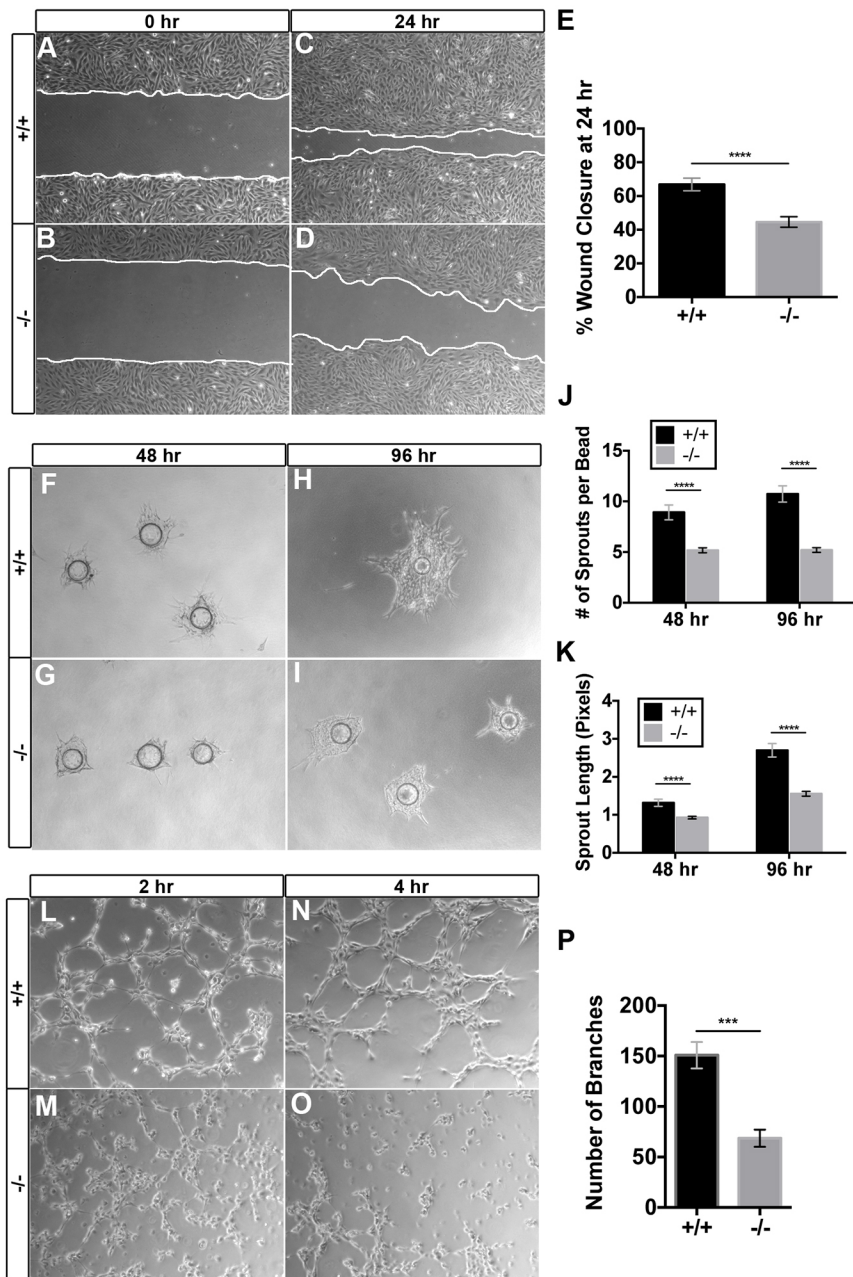 0 hr
24 hr
+/+
-/-
A
C
B
D
E
% Wound Closure at 24 hr
100
80
60
40
20
0
****
+/+
-/-
48 hr
96 hr
+/+
-/-
F
H
G
I
J
# of Sprouts per Bead
15
10
5
0
+/+
-/-
****
****
48 hr
96 hr
K
Sprout Length (Pixels)
4
3
2
1
0
+/+
-/-
****
****
48 hr
96 hr
2 hr
4 hr
+/+
-/-
L
N
M
O
P
Number of Branches
200
150
100
50
0
***
+/+
-/-